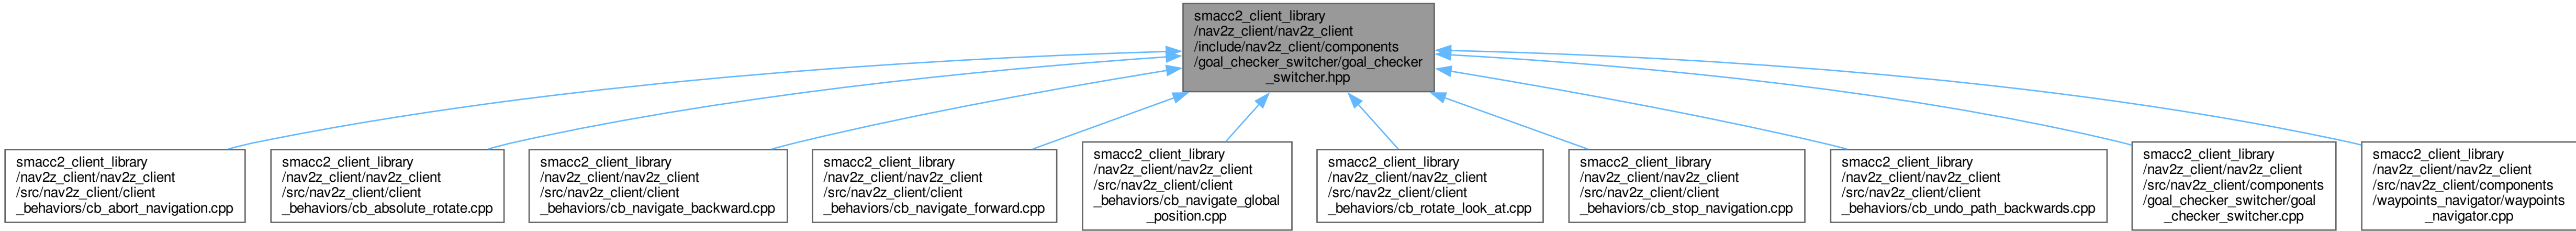 smacc2_client_library
/nav2z_client/nav2z_client
/include/nav2z_client/components
/goal_checker_switcher/goal_checker
_switcher.hpp
smacc2_client_library
/nav2z_client/nav2z_client
/src/nav2z_client/client
_behaviors/cb_abort_navigation.cpp
smacc2_client_library
/nav2z_client/nav2z_client
/src/nav2z_client/client
_behaviors/cb_absolute_rotate.cpp
smacc2_client_library
/nav2z_client/nav2z_client
/src/nav2z_client/client
_behaviors/cb_navigate_backward.cpp
smacc2_client_library
/nav2z_client/nav2z_client
/src/nav2z_client/client
_behaviors/cb_navigate_forward.cpp
smacc2_client_library
/nav2z_client/nav2z_client
/src/nav2z_client/client
_behaviors/cb_navigate_global
_position.cpp
smacc2_client_library
/nav2z_client/nav2z_client
/src/nav2z_client/client
_behaviors/cb_rotate_look_at.cpp
smacc2_client_library
/nav2z_client/nav2z_client
/src/nav2z_client/client
_behaviors/cb_stop_navigation.cpp
smacc2_client_library
/nav2z_client/nav2z_client
/src/nav2z_client/client
_behaviors/cb_undo_path_backwards.cpp
smacc2_client_library
/nav2z_client/nav2z_client
/src/nav2z_client/components
/goal_checker_switcher/goal
_checker_switcher.cpp
smacc2_client_library
/nav2z_client/nav2z_client
/src/nav2z_client/components
/waypoints_navigator/waypoints
_navigator.cpp